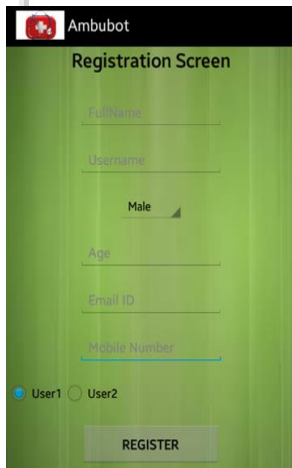 Ambubot
Registration Screen
FullName
Username
Male
Age
Email ID
Mobile Number
User1 User2
REGISTER